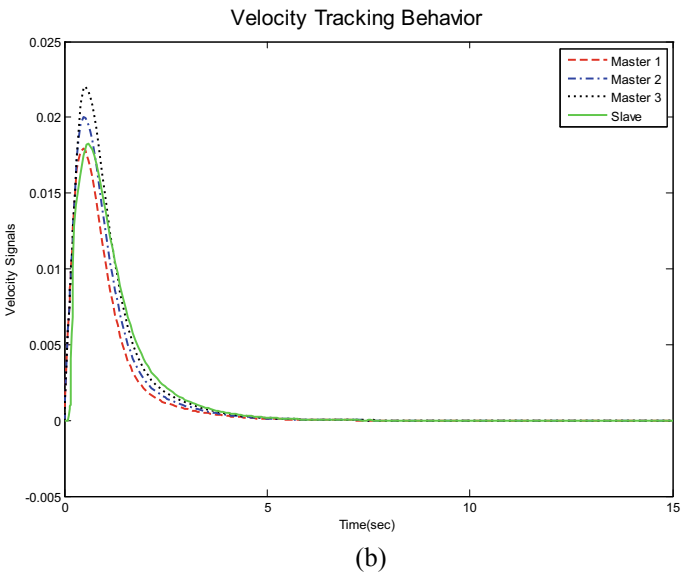 Velocity Tracking Behavior
0.025
0.02
0.015
0.01
0.005
0
-0.005
Velocity Signals
Master 1
Master 2
Master 3
Slave
0 5 10 15
Time(sec)
(b)